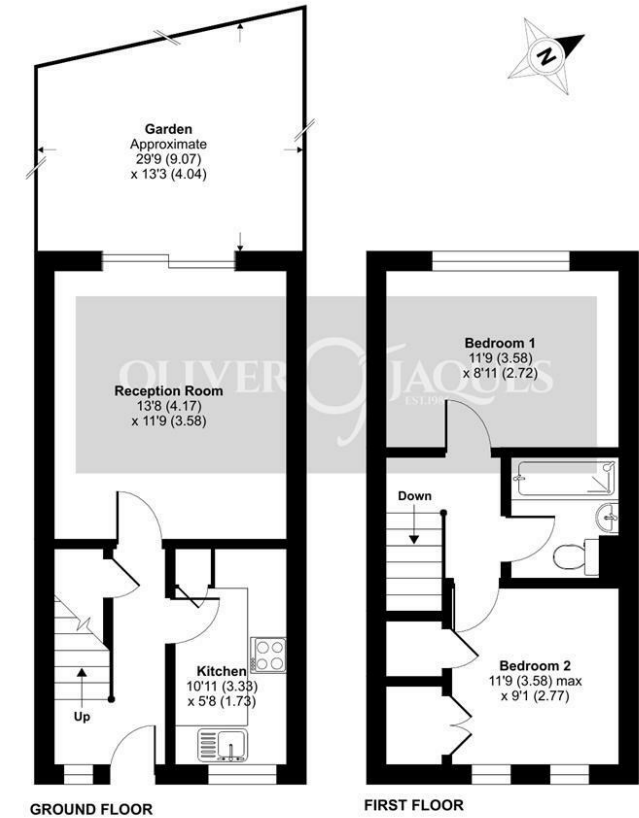 N
Garden
Approximate
29'9 (9.07)
x 13'3 (4.04)
Reception Room
13'8 (4.17)
x 11'9 (3.58)
Bedroom 1
11'9 (3.58)
x 8'11 (2.72)
OLIVER JAQUES
Down
Kitchen
10'11 (3.33)
x 5'8 (1.73)
Up
Bedroom 2
11'9 (3.58) max
x 9'1 (2.77)
GROUND FLOOR
FIRST FLOOR